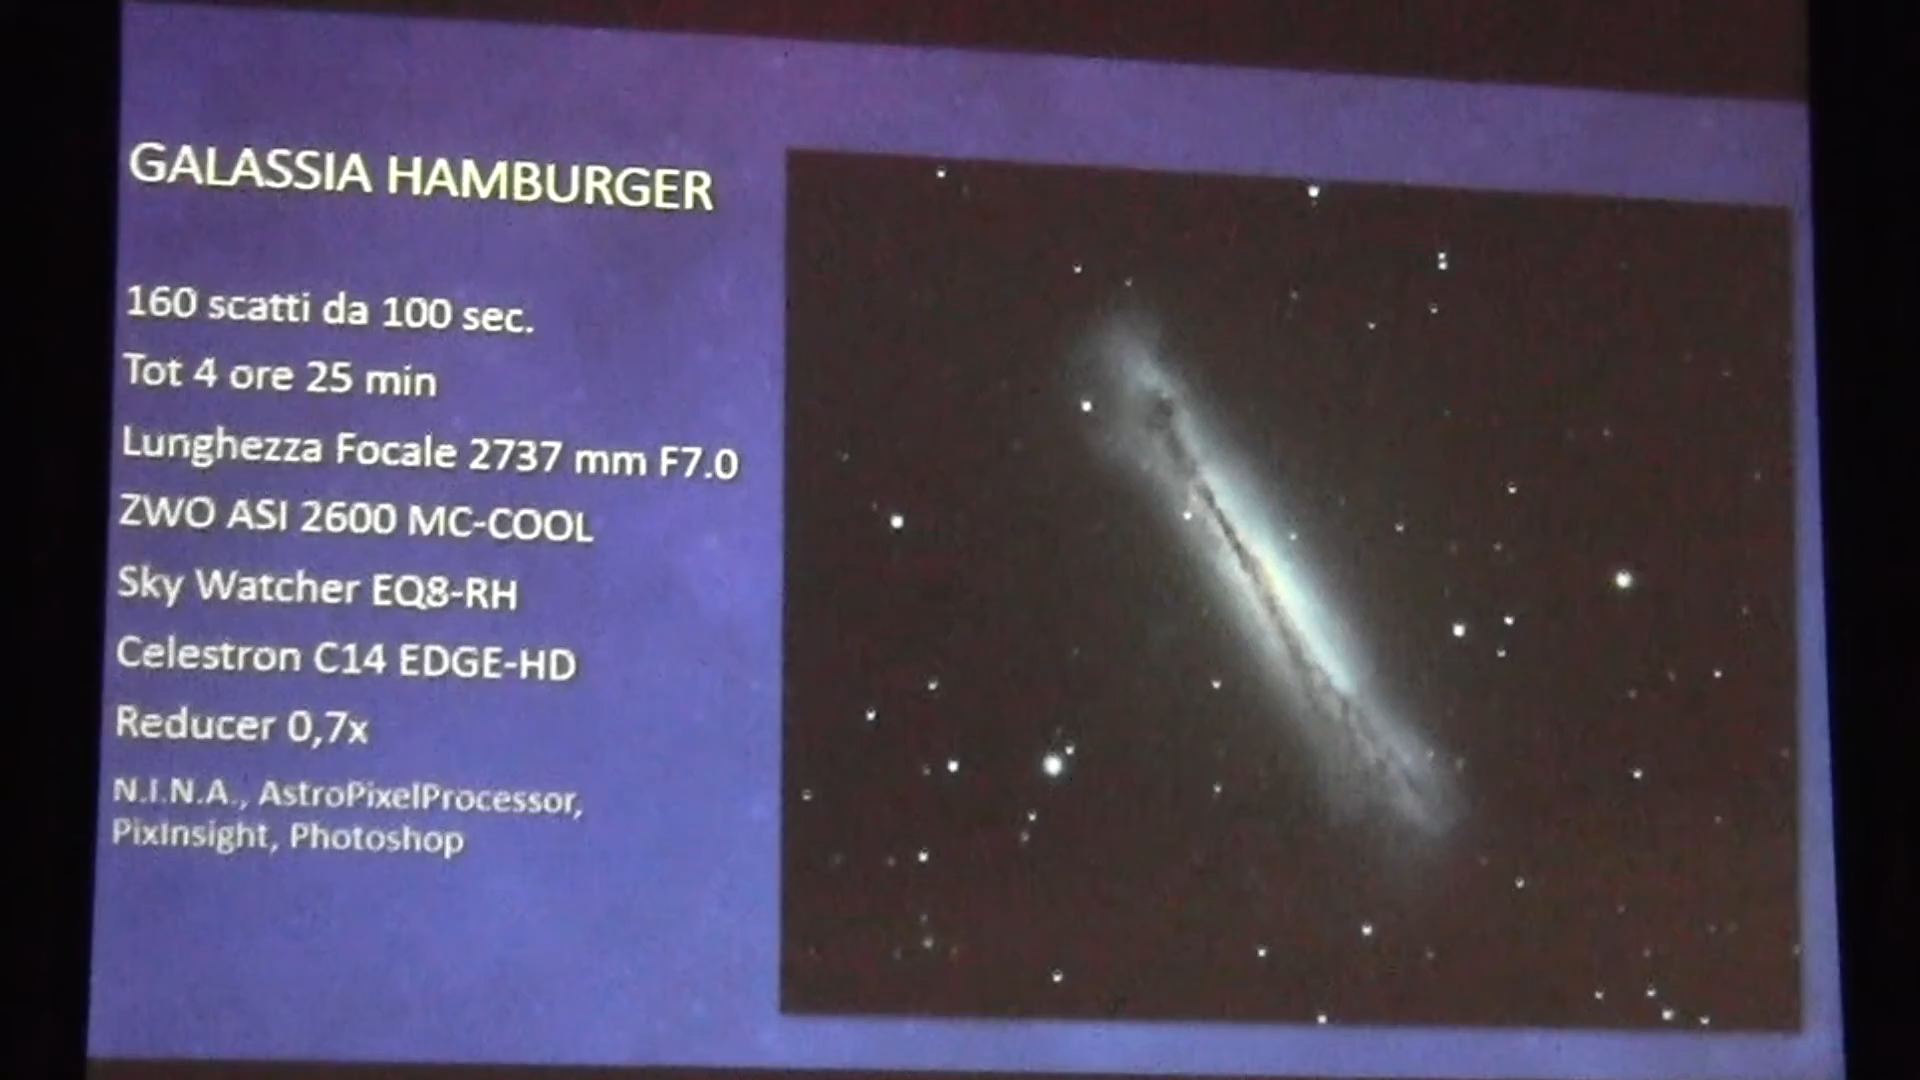 GALASSIA HAMBURGER
160 scatti da 100 sec.
Tot 4 ore 25 min
Lunghezza Focale 2737 mm F7.0
ZWO ASI 2600 MC-COOL
Sky Watcher EQ8-RH
Celestron C14 EDGE-HD
Reducer 0,7x
N.I.N.A., AstroPixelProcessor,
PixInsight, Photoshop